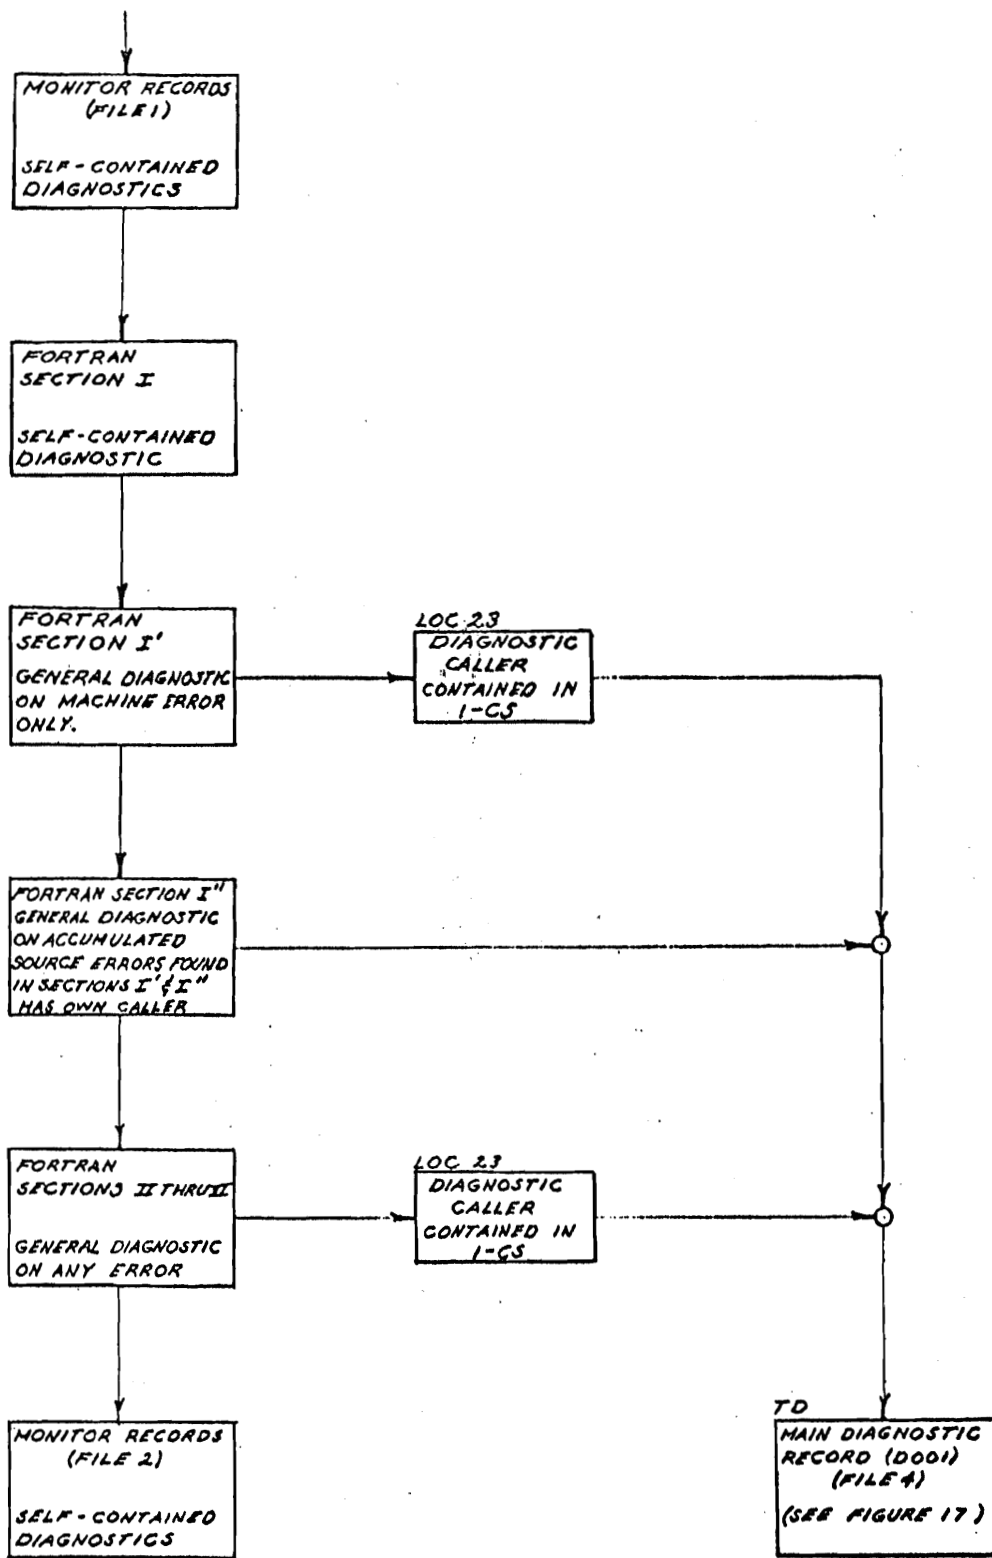 MONITOR RECORDS
(FILE 1)
SELF-CONTAINED
DIAGNOSTICS
FORTRAN
SECTION I
SELF-CONTAINED
DIAGNOSTIC
FORTRAN
SECTION I'
GENERAL DIAGNOSTIC
ON MACHINE ERROR
ONLY.
LOC 23
DIAGNOSTIC
CALLER
CONTAINED IN
1-CS
FORTRAN SECTION I"
GENERAL DIAGNOSTIC
ON ACCUMULATED
SOURCE ERRORS FOUND
IN SECTIONS I' & I"
HAS OWN CALLER
FORTRAN
SECTIONS II THRU VI
GENERAL DIAGNOSTIC
ON ANY ERROR
LOC 23
DIAGNOSTIC
CALLER
CONTAINED IN
1-CS
MONITOR RECORDS
(FILE 2)
SELF-CONTAINED
DIAGNOSTICS
TD
MAIN DIAGNOSTIC
RECORD (D001)
(FILE 4)
(SEE FIGURE 17)